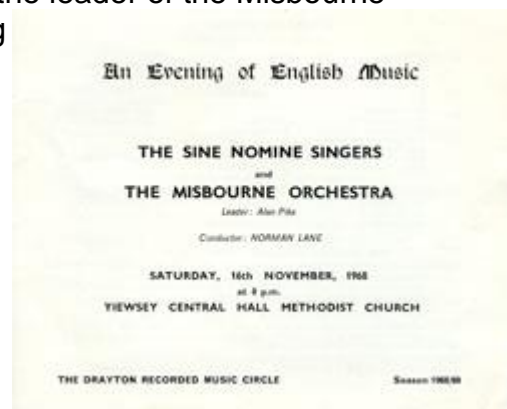 the leader of the Misbourne
g
An Evening of English Music
THE SINE NOMINE SINGERS
and
THE MISBOURNE ORCHESTRA
Leader: Alan Pike
Conductor: NORMAN LANE
SATURDAY, 16th NOVEMBER, 1968
at 8 p.m.
YIEWSEY CENTRAL HALL METHODIST CHURCH
THE DRAYTON RECORDED MUSIC CIRCLE Season 1968/69